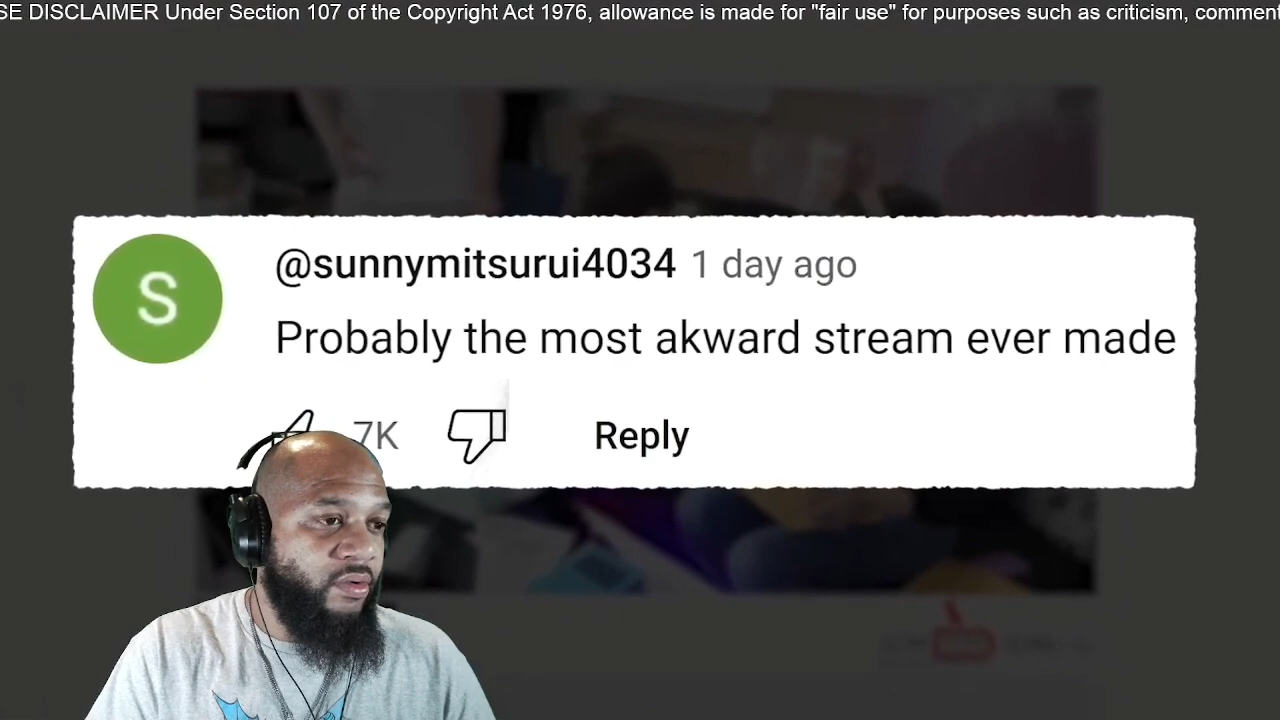 SE DISCLAIMER Under Section 107 of the Copyright Act 1976, allowance is made for "fair use" for purposes such as criticism, comment
S
@sunnymitsurui4034 1 day ago
Probably the most akward stream ever made
7K Reply